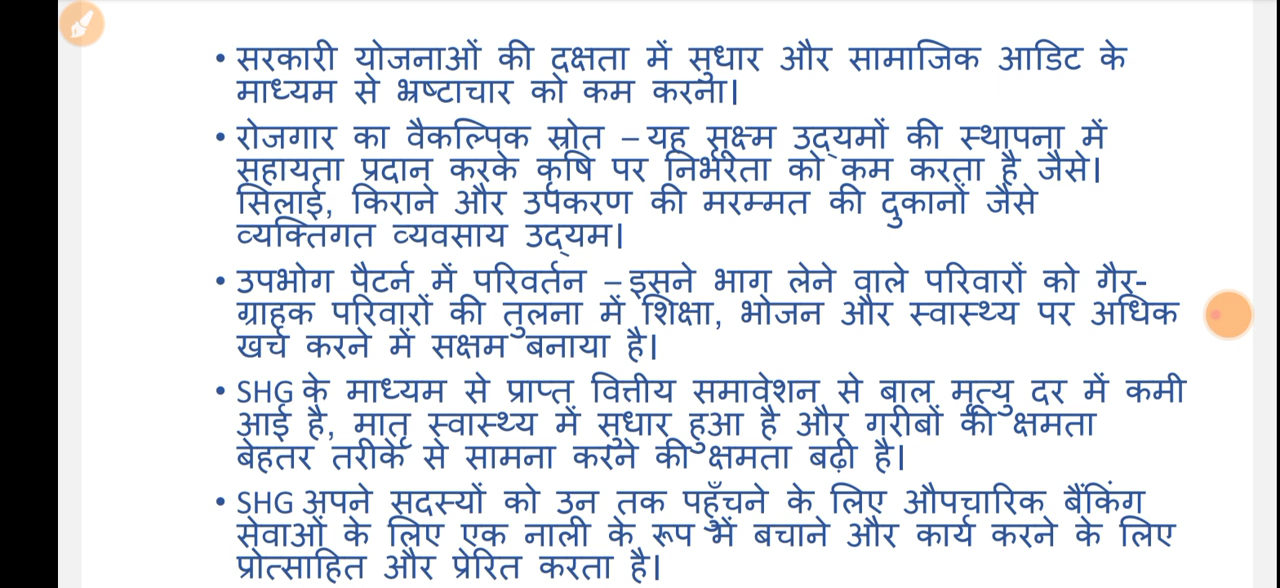 • सरकारी योजनाओं की दक्षता में सुधार और सामाजिक आडिट के
माध्यम से भ्रष्टाचार को कम करना।
• रोजगार का वैकल्पिक स्रोत – यह सूक्ष्म उद्यमों की स्थापना में
सहायता प्रदान करके कृषि पर निर्भरता को कम करता है जैसे।
सिलाई, किराने और उपकरण की मरम्मत की दुकानों जैसे
व्यक्तिगत व्यवसाय उद्यम।
• उपभोग पैटर्न में परिवर्तन – इसने भाग लेने वाले परिवारों को गैर-
ग्राहक परिवारों की तुलना में शिक्षा, भोजन और स्वास्थ्य पर अधिक
खर्च करने में सक्षम बनाया है।
• SHG के माध्यम से प्राप्त वित्तीय समावेशन से बाल मृत्यु दर में कमी
आई है, मातृ स्वास्थ्य में सुधार हुआ है और गरीबों की क्षमता
बेहतर तरीके से सामना करने की क्षमता बढ़ी है।
• SHG अपने सदस्यों को उन तक पहुँचने के लिए औपचारिक बैंकिंग
सेवाओं के लिए एक नाली के रूप में बचाने और कार्य करने के लिए
प्रोत्साहित और प्रेरित करता है।